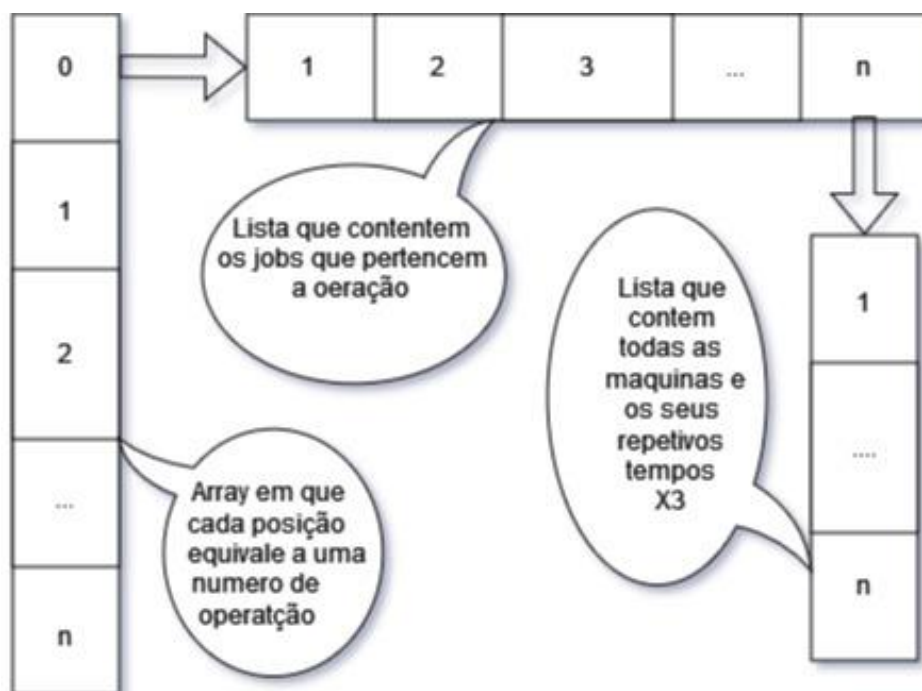 0
1
2
...
n
1 2 3 ... n
Lista que contentem
os jobs que pertencem
a oeração
Array em que
cada posição
equivale a uma
numero de
operatção
Lista que
contem
todas as
maquinas e
os seus
repetivos
tempos
X3
1
....
n